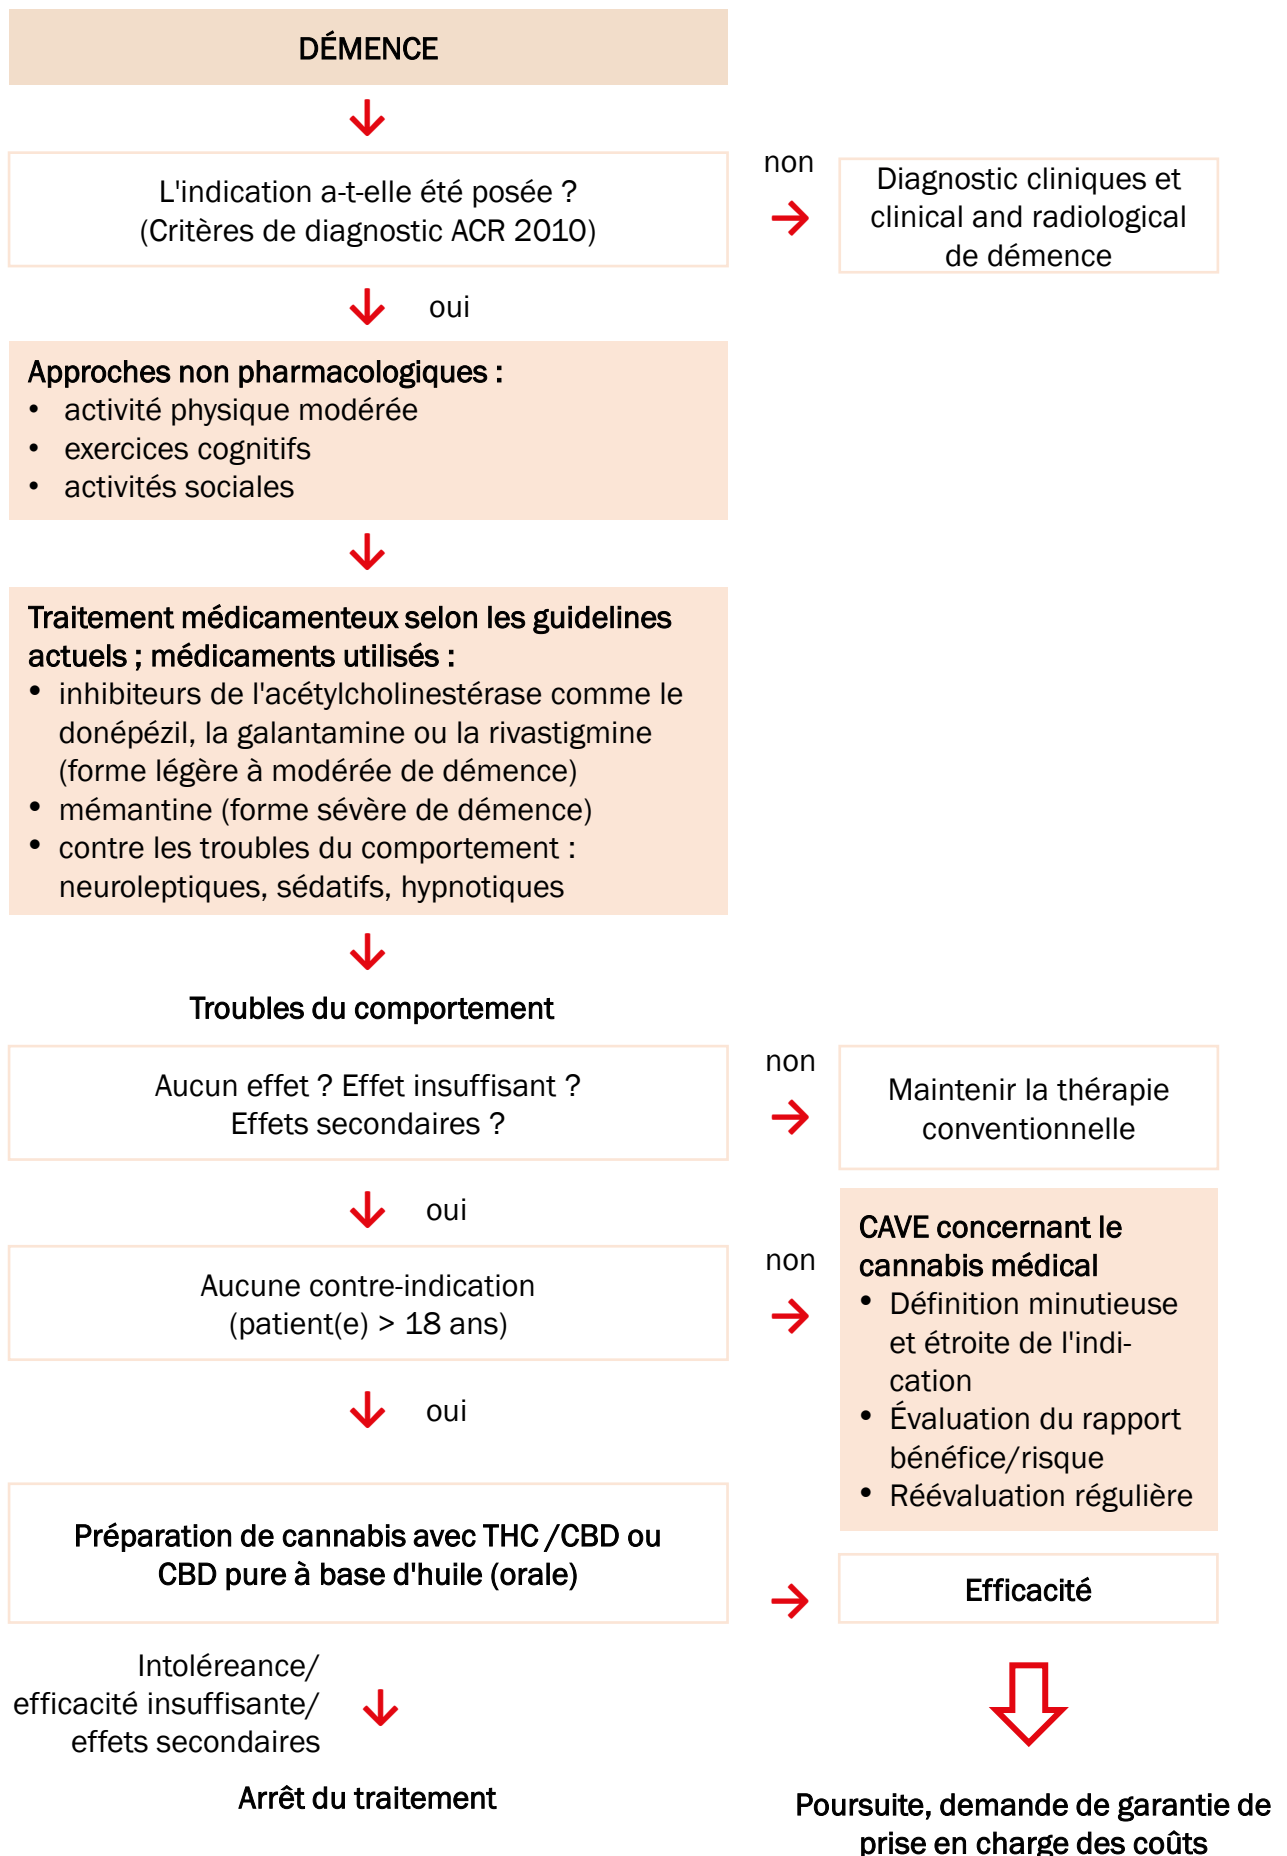 DÉMENCE
L'indication a-t-elle été posée ?
(Critères de diagnostic ACR 2010)
non
Diagnostic cliniques et
clinical and radiological
de démence
oui
Approches non pharmacologiques :
• activité physique modérée
• exercices cognitifs
• activités sociales
Traitement médicamenteux selon les guidelines
actuels ; médicaments utilisés :
• inhibiteurs de l'acétylcholinestérase comme le
donépézil, la galantamine ou la rivastigmine
(forme légère à modérée de démence)
• mémantine (forme sévère de démence)
• contre les troubles du comportement :
neuroleptiques, sédatifs, hypnotiques
Troubles du comportement
Aucun effet ? Effet insuffisant ?
Effets secondaires ?
non
Maintenir la thérapie
conventionnelle
oui
Aucune contre-indication
(patient(e) > 18 ans)
non
CAVE concernant le
cannabis médical
• Définition minutieuse
et étroite de l'indi-
cation
• Évaluation du rapport
bénéfice/risque
• Réévaluation régulière
oui
Préparation de cannabis avec THC /CBD ou
CBD pure à base d'huile (orale)
Efficacité
Intoléreance/
efficacité insuffisante/
effets secondaires
Arrêt du traitement
Poursuite, demande de garantie de
prise en charge des coûts